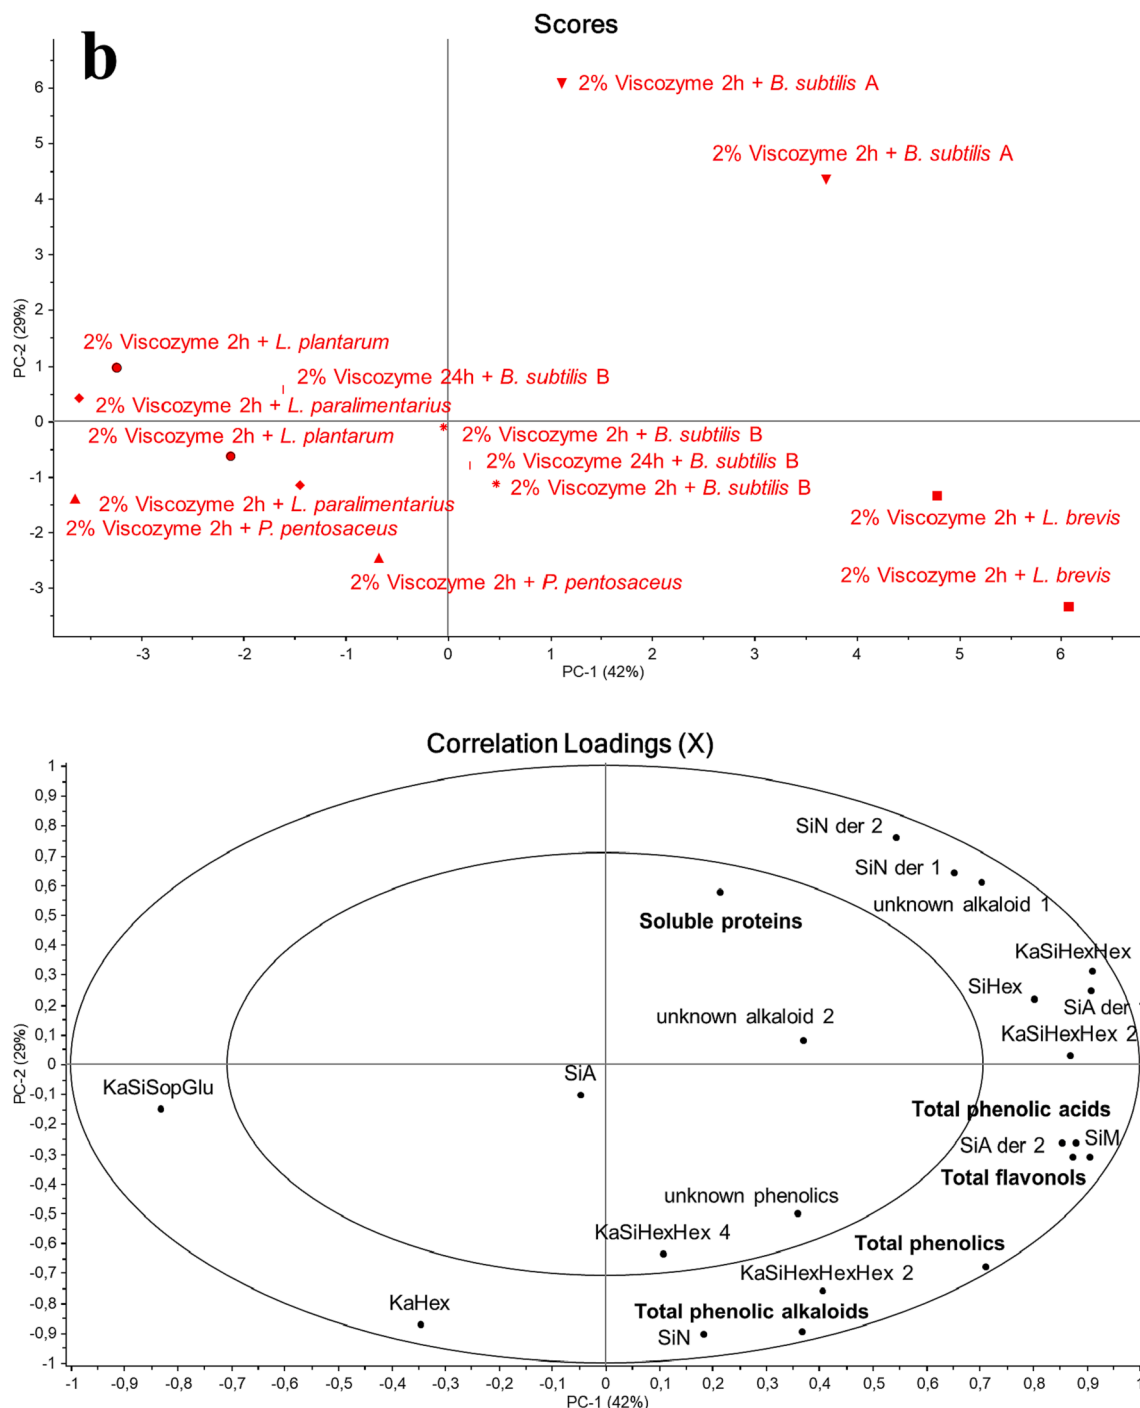 Scores
b
2% Viscozyme 2h + B. subtilis A
2% Viscozyme 2h + B. subtilis A
2% Viscozyme 2h + L. plantarum
2% Viscozyme 24h + B. subtilis B
2% Viscozyme 2h + L. paralimentarius
2% Viscozyme 2h + L. plantarum
2% Viscozyme 2h + B. subtilis B
2% Viscozyme 24h + B. subtilis B
2% Viscozyme 2h + B. subtilis B
2% Viscozyme 2h + L. paralimentarius
2% Viscozyme 2h + P. pentosaceus
2% Viscozyme 2h + L. brevis
2% Viscozyme 2h + L. brevis
2% Viscozyme 2h + P. pentosaceus
6
5
4
3
2
1
0
-1
-2
-3
PC-2 (29%)
-3 -2 -1 0 1 2 3 4 5 6
PC-1 (42%)
Correlation Loadings (X)
1
0,9
0,8
0,7
0,6
0,5
0,4
0,3
0,2
0,1
0
-0,1
-0,2
-0,3
-0,4
-0,5
-0,6
-0,7
-0,8
-0,9
-1
PC-2 (29%)
SiN der 2
SiN der 1
unknown alkaloid 1
Soluble proteins
KaSiHexHex
SiHex
SiA der
unknown alkaloid 2
KaSiHexHex 2
SiA
KaSiSopGlu
Total phenolic acids
SiA der 2 SiM
Total flavonols
unknown phenolics
KaSiHexHex 4
Total phenolics
KaSiHexHexHex 2
KaHex
Total phenolic alkaloids
SiN
-1 -0,9 -0,8 -0,7 -0,6 -0,5 -0,4 -0,3 -0,2 -0,1 0 0,1 0,2 0,3 0,4 0,5 0,6 0,7 0,8 0,9 1
PC-1 (42%)